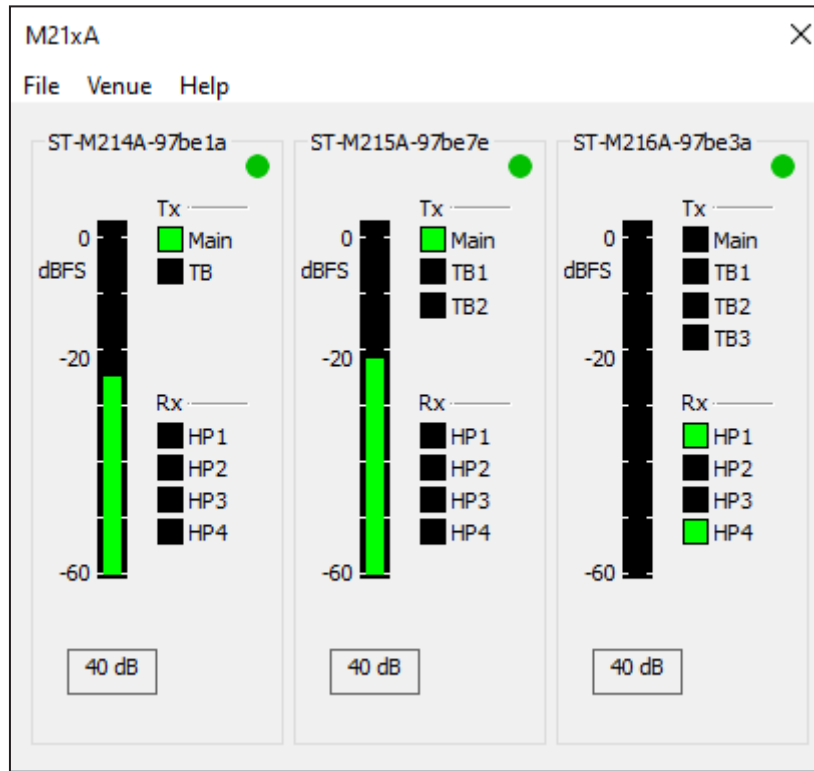 M21xA
File Venue Help
ST-M214A-97be1a
Tx
0
Main
dBFS
TB
-20
Rx
HP1
HP2
HP3
HP4
-60
40 dB
ST-M215A-97be7e
Tx
0
Main
dBFS
TB1
TB2
-20
Rx
HP1
HP2
HP3
HP4
-60
40 dB
ST-M216A-97be3a
Tx
0
Main
dBFS
TB1
TB2
TB3
-20
Rx
HP1
HP2
HP3
HP4
-60
40 dB